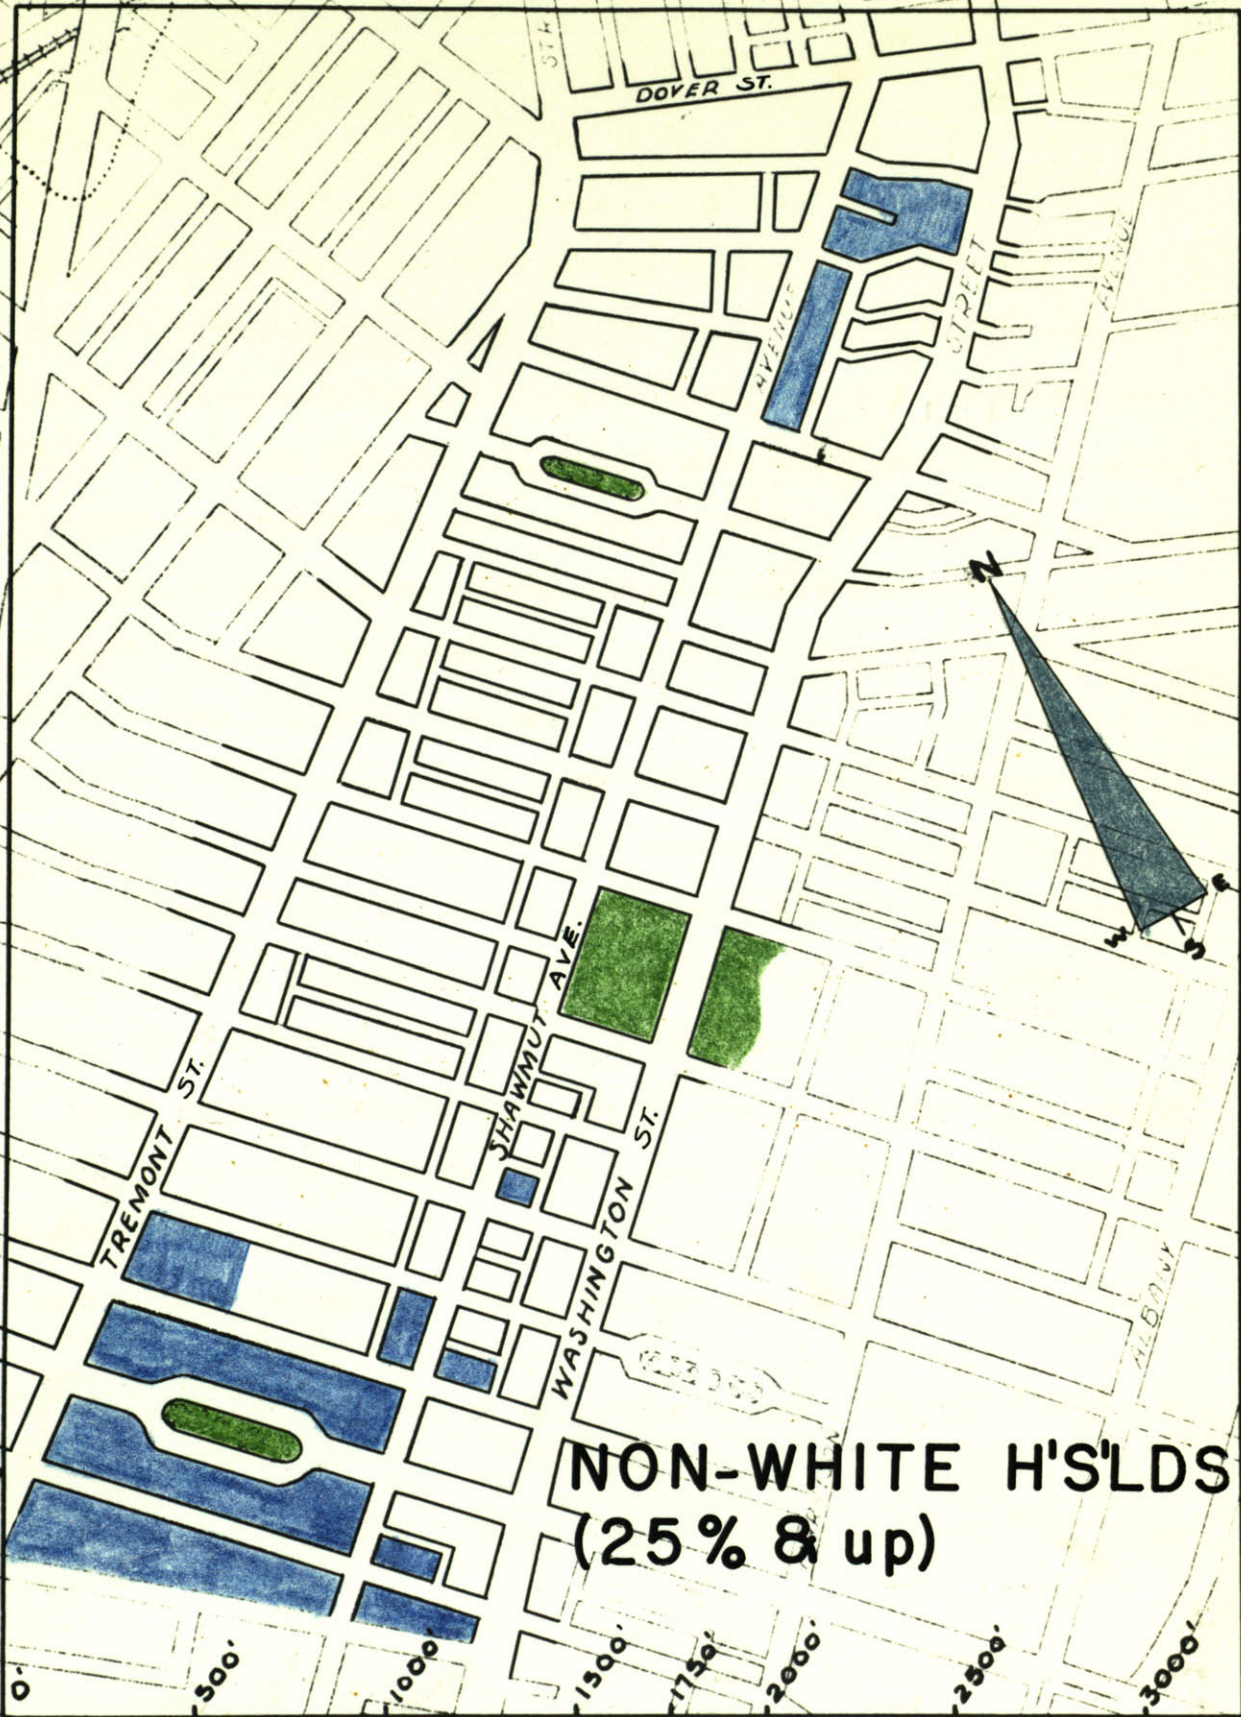 DOVER ST.
AVENUE
STREET
AVENUE
N
E
W
S
SHAWMUT AVE.
TREMONT ST.
WASHINGTON ST.
ALBANY
NON-WHITE H'S'LDS
(25% & up)
0'
500'
1000'
1500'
1750'
2000'
2500'
3000'